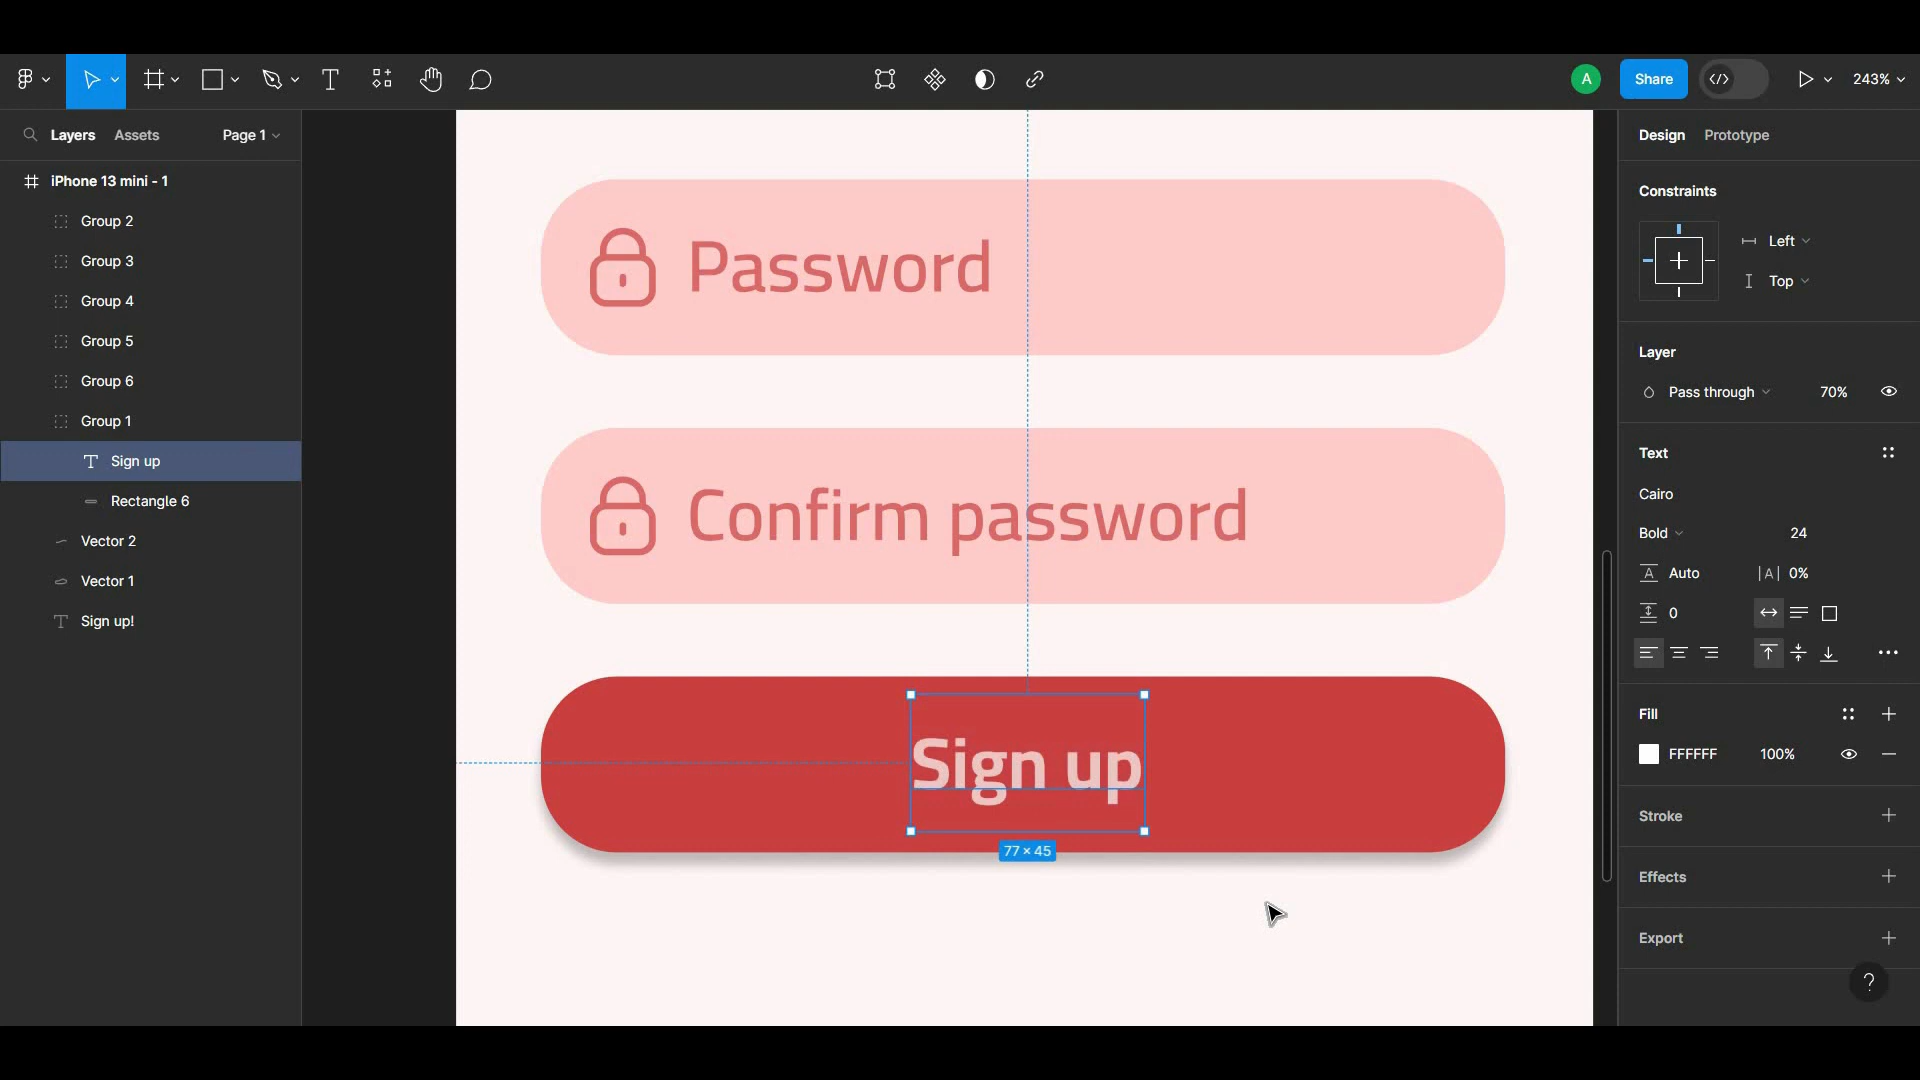 A
Share
243%
Layers
Assets
Page 1
Design
Prototype
iPhone 13 mini - 1
Group 2
Group 3
Group 4
Group 5
Group 6
Group 1
Sign up
Rectangle 6
Vector 2
Vector 1
Sign up!
Password
Confirm password
Sign up
77 × 45
Constraints
Left
Top
Layer
Pass through
70%
Text
Cairo
Bold
24
A
Auto
|A|
0%
0
Fill
FFFFFF
100%
Stroke
Effects
Export
?